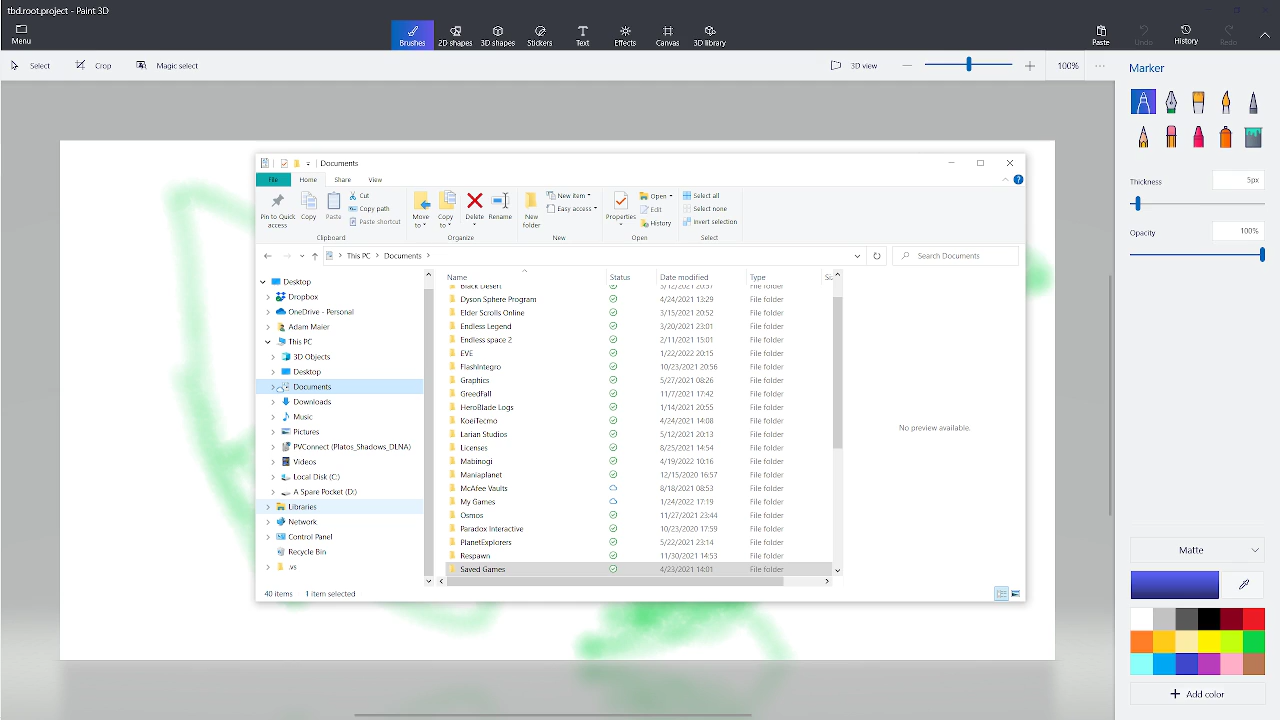 tbd.root.project - Paint 3D
Menu
Brushes
2D shapes
3D shapes
Stickers
Text
Effects
Canvas
3D library
Paste
Undo
History
Redo
Select
Crop
Magic select
3D view
100%
Marker
Thickness
5px
Opacity
100%
Matte
Add color
Documents
File
Home
Share
View
Pin to Quick access
Copy
Paste
Cut
Copy path
Paste shortcut
Clipboard
Move to
Copy to
Delete
Rename
Organize
New folder
New item
Easy access
New
Properties
Open
Edit
History
Open
Select all
Select none
Invert selection
Select
This PC > Documents >
Search Documents
Desktop
Dropbox
OneDrive - Personal
Adam Maier
This PC
3D Objects
Desktop
Documents
Downloads
Music
Pictures
PVConnect (Platos_Shadows_DLNA)
Videos
Local Disk (C:)
A Spare Pocket (D:)
Libraries
Network
Control Panel
Recycle Bin
.vs
Name Status Date modified Type
Black Desert 5/12/2021 20:37 File folder
Dyson Sphere Program 4/24/2021 13:29 File folder
Elder Scrolls Online 3/15/2021 20:52 File folder
Endless Legend 3/20/2021 23:01 File folder
Endless space 2 2/11/2021 15:01 File folder
EVE 1/22/2022 20:15 File folder
FlashIntegro 10/23/2021 20:56 File folder
Graphics 5/27/2021 08:26 File folder
GreedFall 11/7/2021 17:42 File folder
HeroBlade Logs 1/14/2021 20:55 File folder
KoeiTecmo 4/24/2021 14:08 File folder
Larian Studios 5/12/2021 20:13 File folder
Licenses 8/25/2021 14:54 File folder
Mabinogi 4/19/2022 10:16 File folder
Maniaplanet 12/15/2020 16:57 File folder
McAfee Vaults 8/18/2021 08:53 File folder
My Games 1/24/2022 17:19 File folder
Osmos 11/27/2021 23:44 File folder
Paradox Interactive 10/23/2020 17:59 File folder
PlanetExplorers 5/22/2021 23:14 File folder
Respawn 11/30/2021 14:53 File folder
Saved Games 4/23/2021 14:01 File folder
No preview available.
40 items 1 item selected